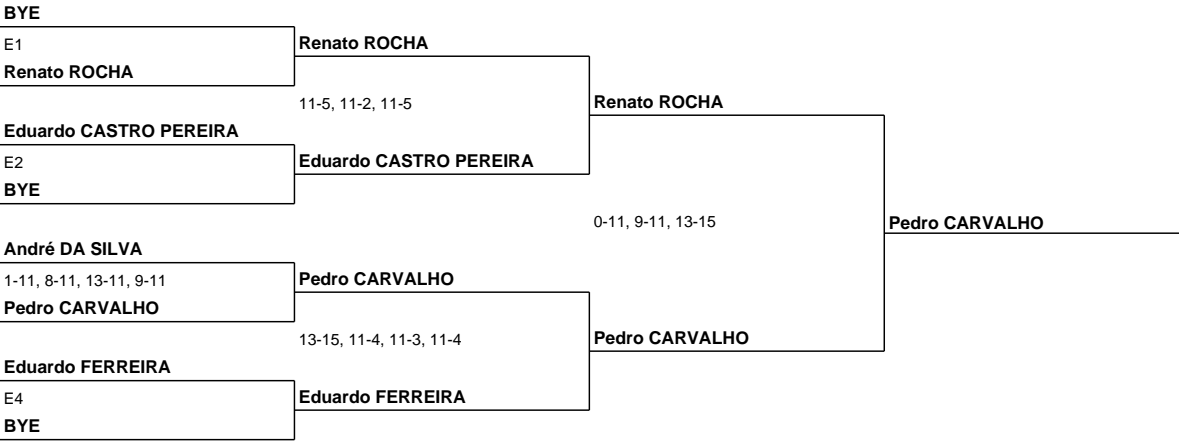 BYE
E1
Renato ROCHA
Renato ROCHA
11-5, 11-2, 11-5
Renato ROCHA
Eduardo CASTRO PEREIRA
E2
Eduardo CASTRO PEREIRA
BYE
0-11, 9-11, 13-15
Pedro CARVALHO
André DA SILVA
1-11, 8-11, 13-11, 9-11
Pedro CARVALHO
Pedro CARVALHO
13-15, 11-4, 11-3, 11-4
Pedro CARVALHO
Eduardo FERREIRA
E4
Eduardo FERREIRA
BYE